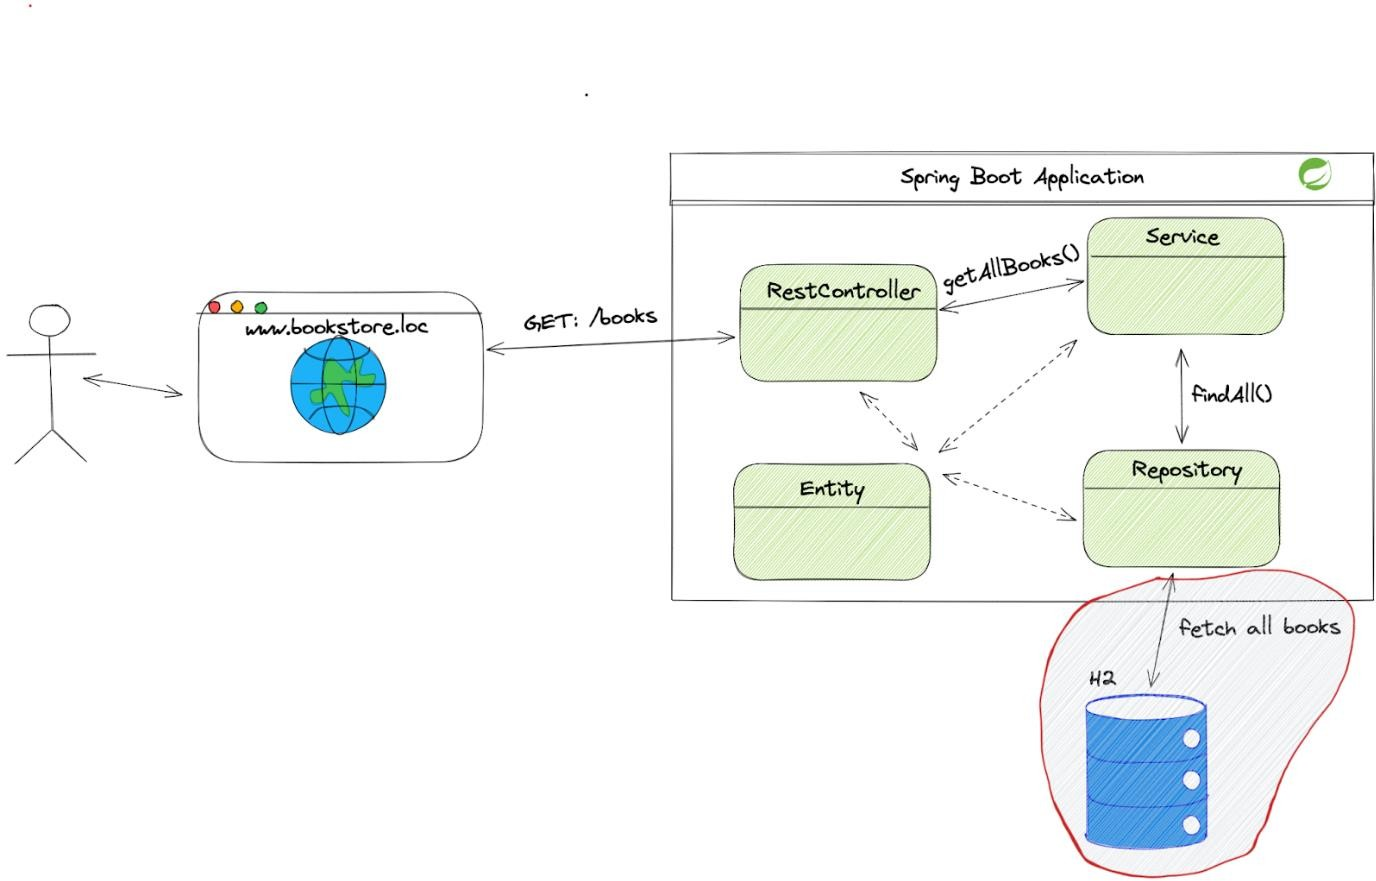 Spring Boot Application
Service
getAllBooks()
RestController
www.bookstore.loc
GET: /books
findAll()
Repository
Entity
fetch all books
H2